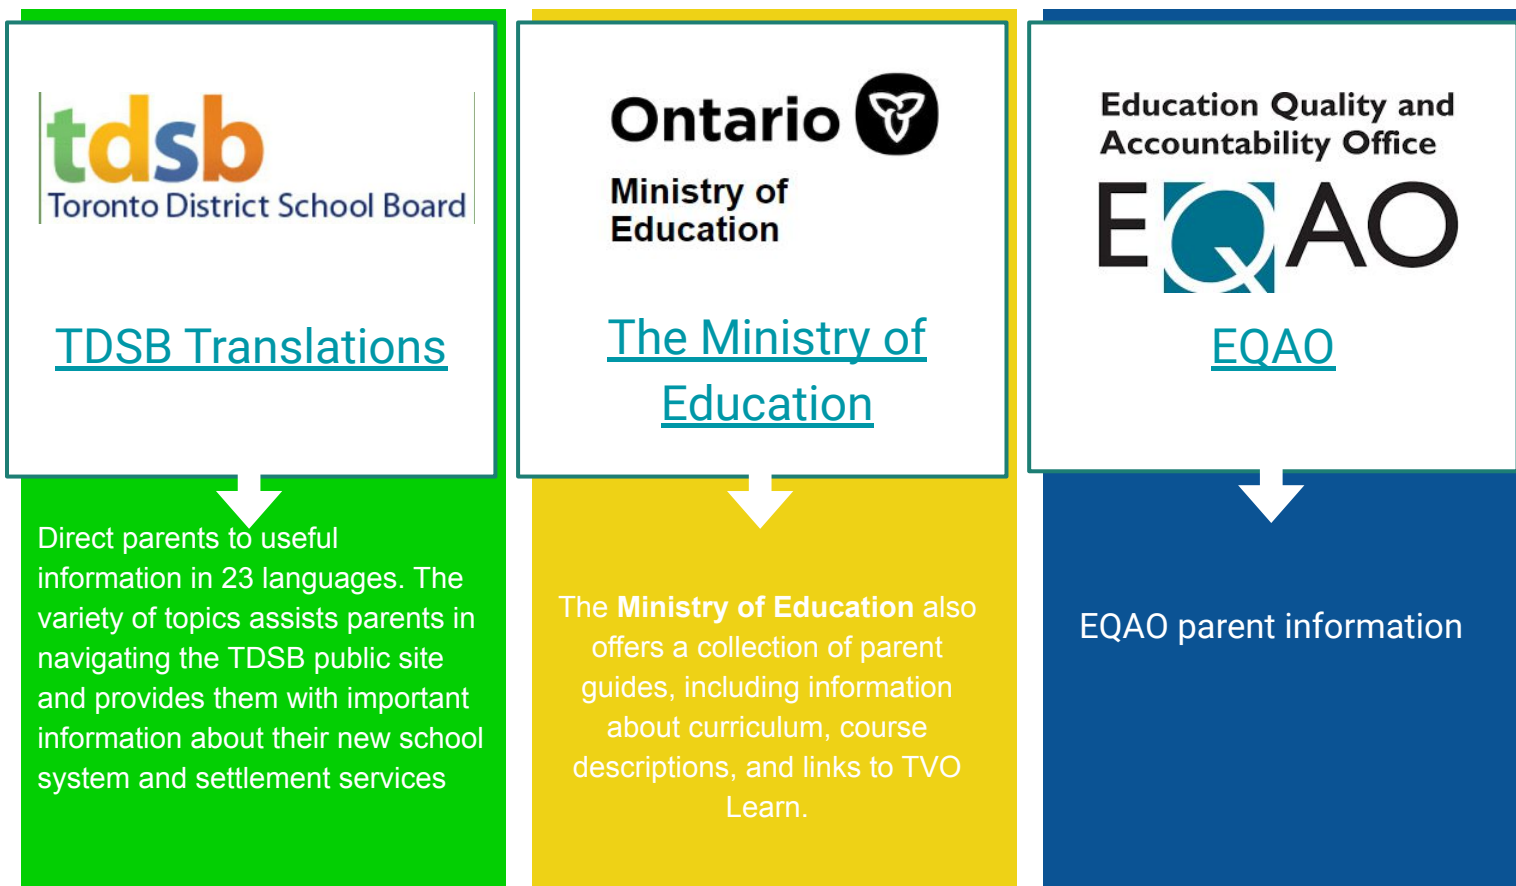 tdsb
Toronto District School Board
TDSB Translations
Direct parents to useful
information in 23 languages. The
variety of topics assists parents in
navigating the TDSB public site
and provides them with important
information about their new school
system and settlement services
Ontario
Ministry of
Education
The Ministry of
Education
The Ministry of Education also
offers a collection of parent
guides, including information
about curriculum, course
descriptions, and links to TVO
Learn.
Education Quality and
Accountability Office
EQAO
EQAO
EQAO parent information